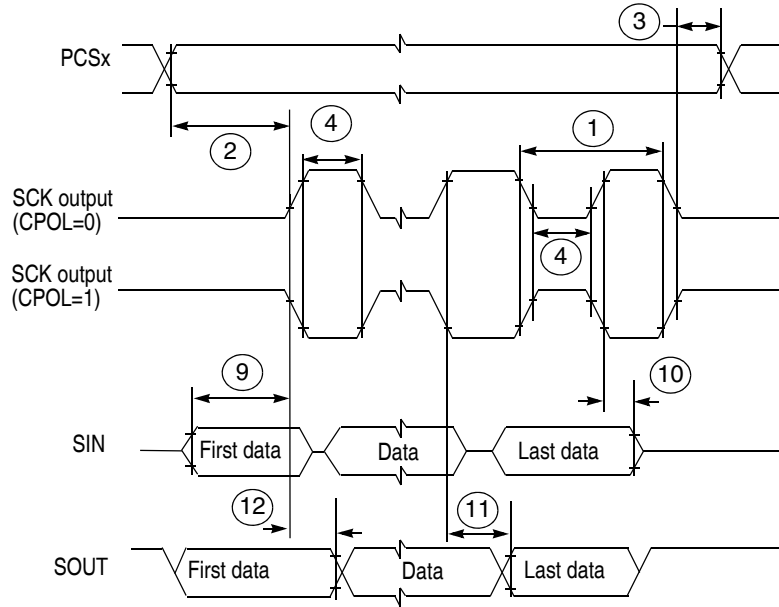 3
PCSx
2
4
1
SCK output
(CPOL=0)
4
SCK output
(CPOL=1)
9
10
SIN
First data
Data
Last data
12
11
SOUT
First data
Data
Last data